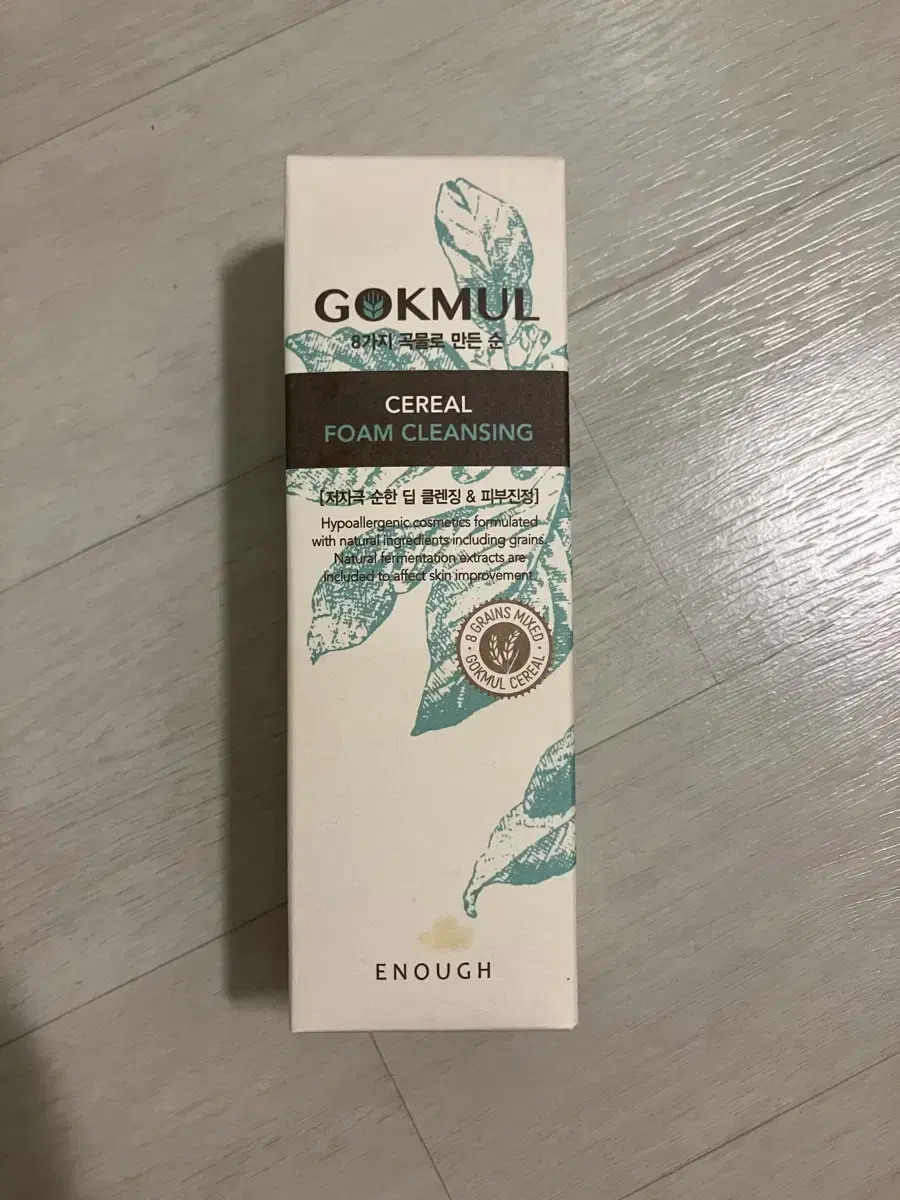 GOKMUL
8가지 곡물로 만든 순
CEREAL
FOAM CLEANSING
[저자극 순한 딥 클렌징 & 피부진정]
Hypoallergenic cosmetics formulated
with natural ingredients including grains
Natural fermentation extracts are
included to affect skin improvement.
8 GRAINS MIXED
GOKMUL CEREAL
ENOUGH